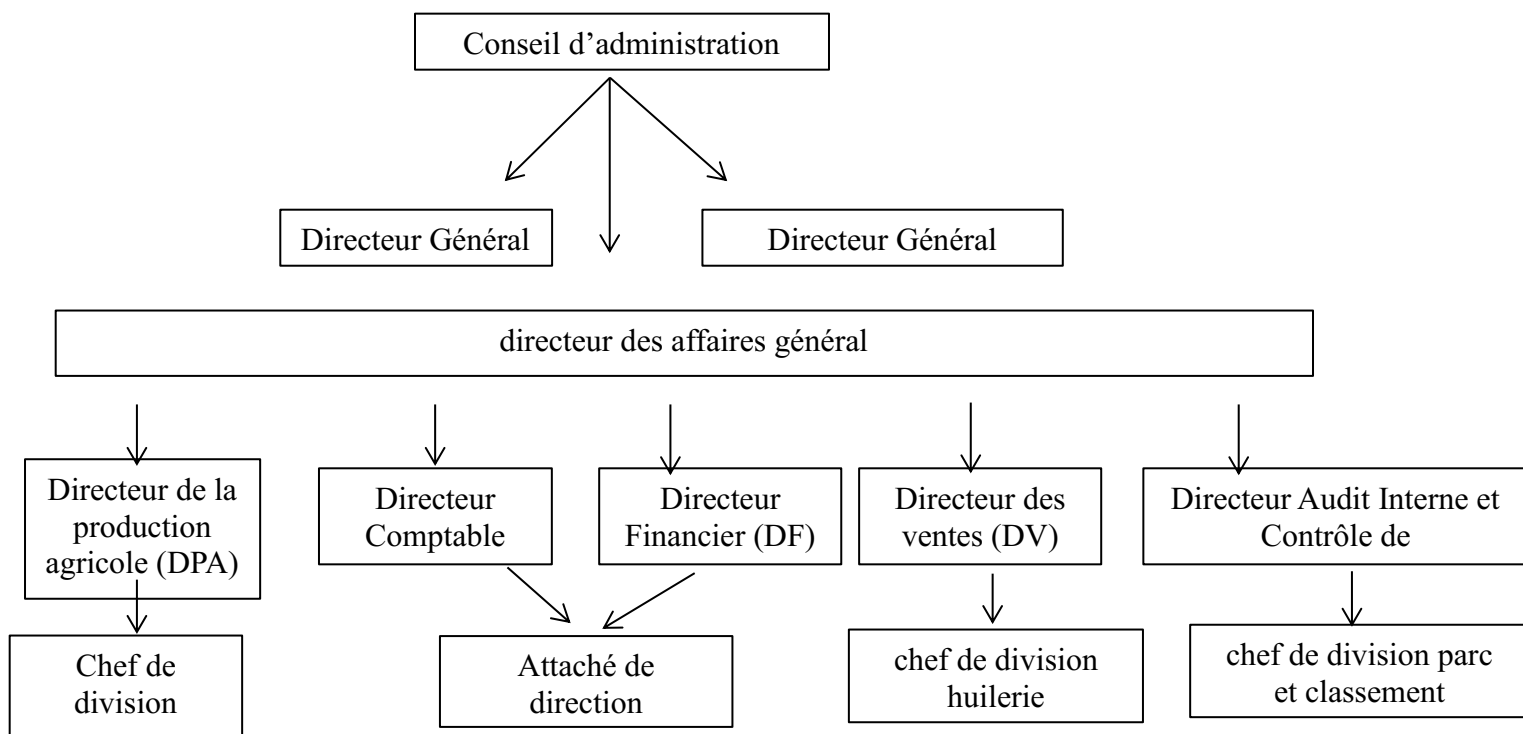 Conseil d’administration
Directeur Général
Directeur Général
directeur des affaires général
Directeur de la
production
agricole (DPA)
Directeur
Comptable
Directeur
Financier (DF)
Directeur des
ventes (DV)
Directeur Audit Interne et
Contrôle de
Chef de
division
Attaché de
direction
chef de division
huilerie
chef de division parc
et classement